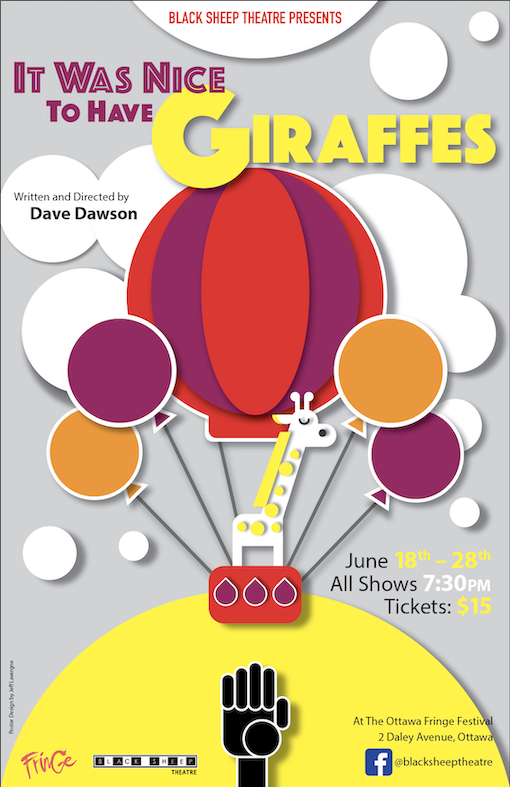 BLACK SHEEP THEATRE PRESENTS
IT WAS NICE
TO HAVE
GIRAFFES
Written and Directed by
Dave Dawson
June 18th – 28th
All Shows 7:30PM
Tickets: $15
At The Ottawa Fringe Festival
2 Daley Avenue, Ottawa
@blacksheeptheatre
f
FRiNGe
BLACK SHEEP
THEATRE
Poster Design by Jeff Lavergne